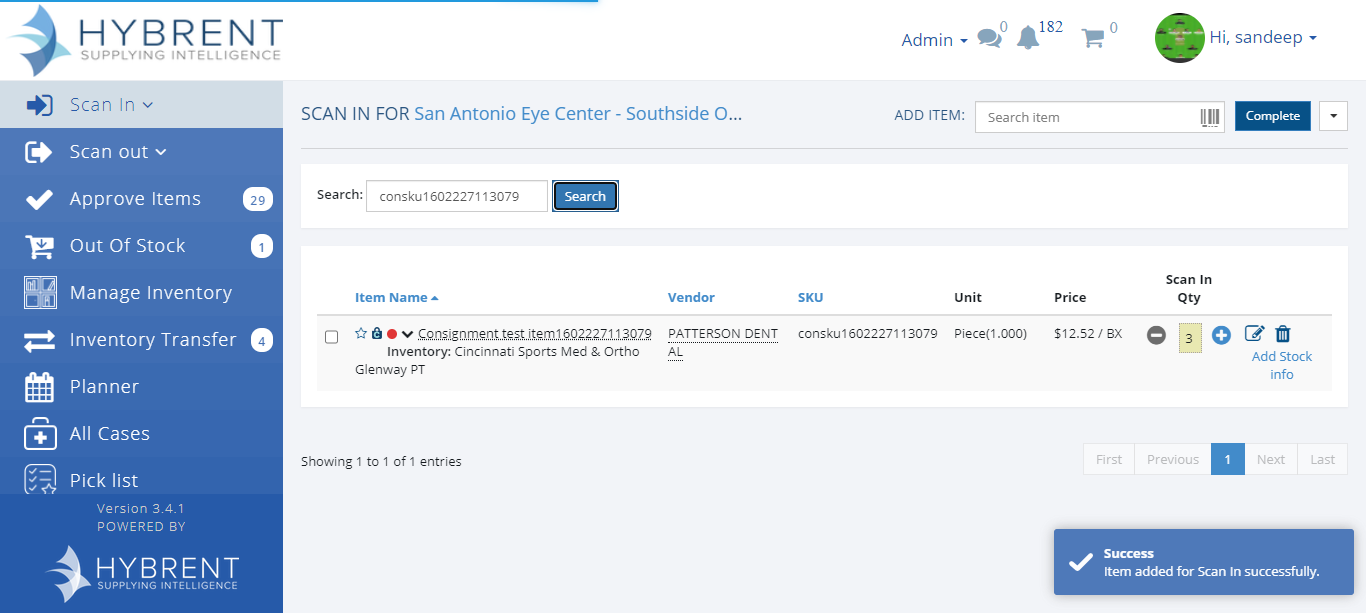 HYBRENT
SUPPLYING INTELLIGENCE
Admin
0
182
0
Hi, sandeep
Scan In
Scan out
Approve Items 29
Out Of Stock 1
Manage Inventory
Inventory Transfer 4
Planner
All Cases
Pick list
Version 3.4.1
POWERED BY
HYBRENT
SUPPLYING INTELLIGENCE
SCAN IN FOR San Antonio Eye Center - Southside O...
ADD ITEM: Search item Complete
Search: consku1602227113079 Search
Item Name Vendor SKU Unit Price Scan In
Qty
Consignment test item1602227113079 PATTERSON DENT consku1602227113079 Piece(1.000) $12.52 / BX 3
Inventory: Cincinnati Sports Med & Ortho AL Add Stock
Glenway PT info
Showing 1 to 1 of 1 entries
First Previous 1 Next Last
Success
Item added for Scan In successfully.